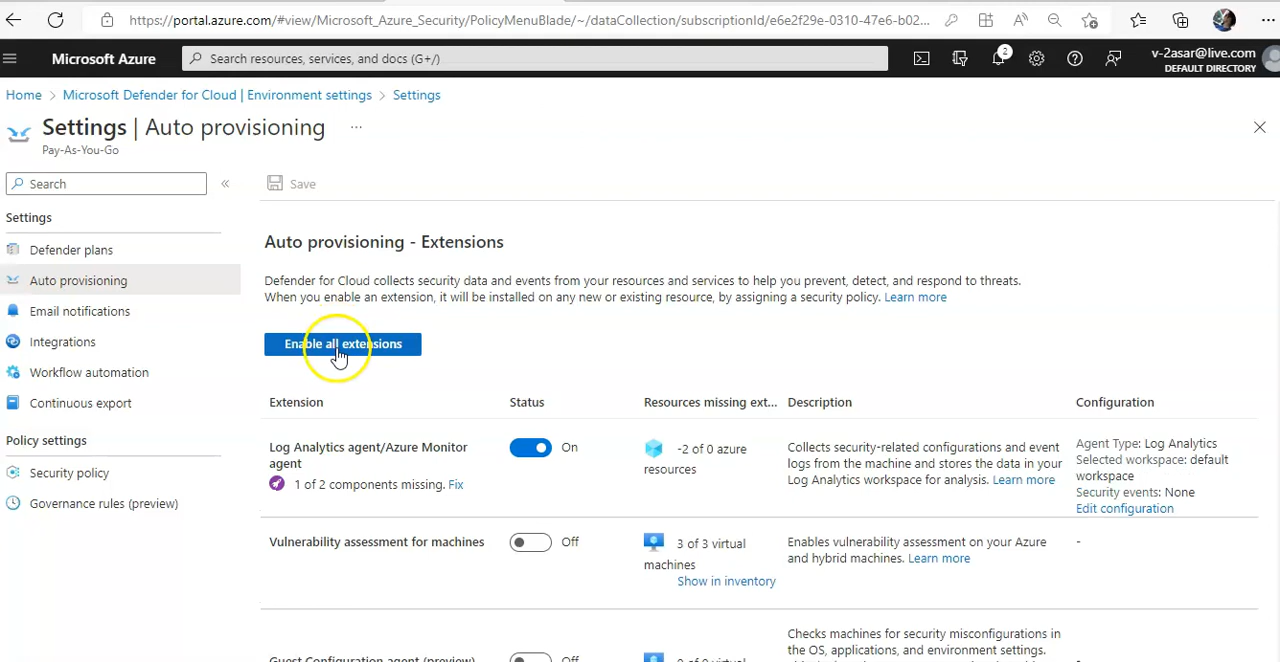 https://portal.azure.com/#view/Microsoft_Azure_Security/PolicyMenuBlade/~/dataCollection/subscriptionId/e6e2f29e-0310-47e6-b02...
Microsoft Azure
Search resources, services, and docs (G+/)
2
v-2asar@live.com
DEFAULT DIRECTORY
Home > Microsoft Defender for Cloud | Environment settings > Settings
Settings | Auto provisioning ...
Pay-As-You-Go
Search
«
Save
Settings
Defender plans
Auto provisioning
Email notifications
Integrations
Workflow automation
Continuous export
Policy settings
Security policy
Governance rules (preview)
Auto provisioning - Extensions
Defender for Cloud collects security data and events from your resources and services to help you prevent, detect, and respond to threats.
When you enable an extension, it will be installed on any new or existing resource, by assigning a security policy. Learn more
Enable all extensions
Extension
Status
Resources missing ext...
Description
Configuration
Log Analytics agent/Azure Monitor
agent
1 of 2 components missing. Fix
On
-2 of 0 azure
resources
Collects security-related configurations and event
logs from the machine and stores the data in your
Log Analytics workspace for analysis. Learn more
Agent Type: Log Analytics
Selected workspace: default
workspace
Security events: None
Edit configuration
Vulnerability assessment for machines
Off
3 of 3 virtual
machines
Show in inventory
Enables vulnerability assessment on your Azure
and hybrid machines. Learn more
-
Guest Configuration agent (preview)
Off
Checks machines for security misconfigurations in
the OS, applications, and environment settings.